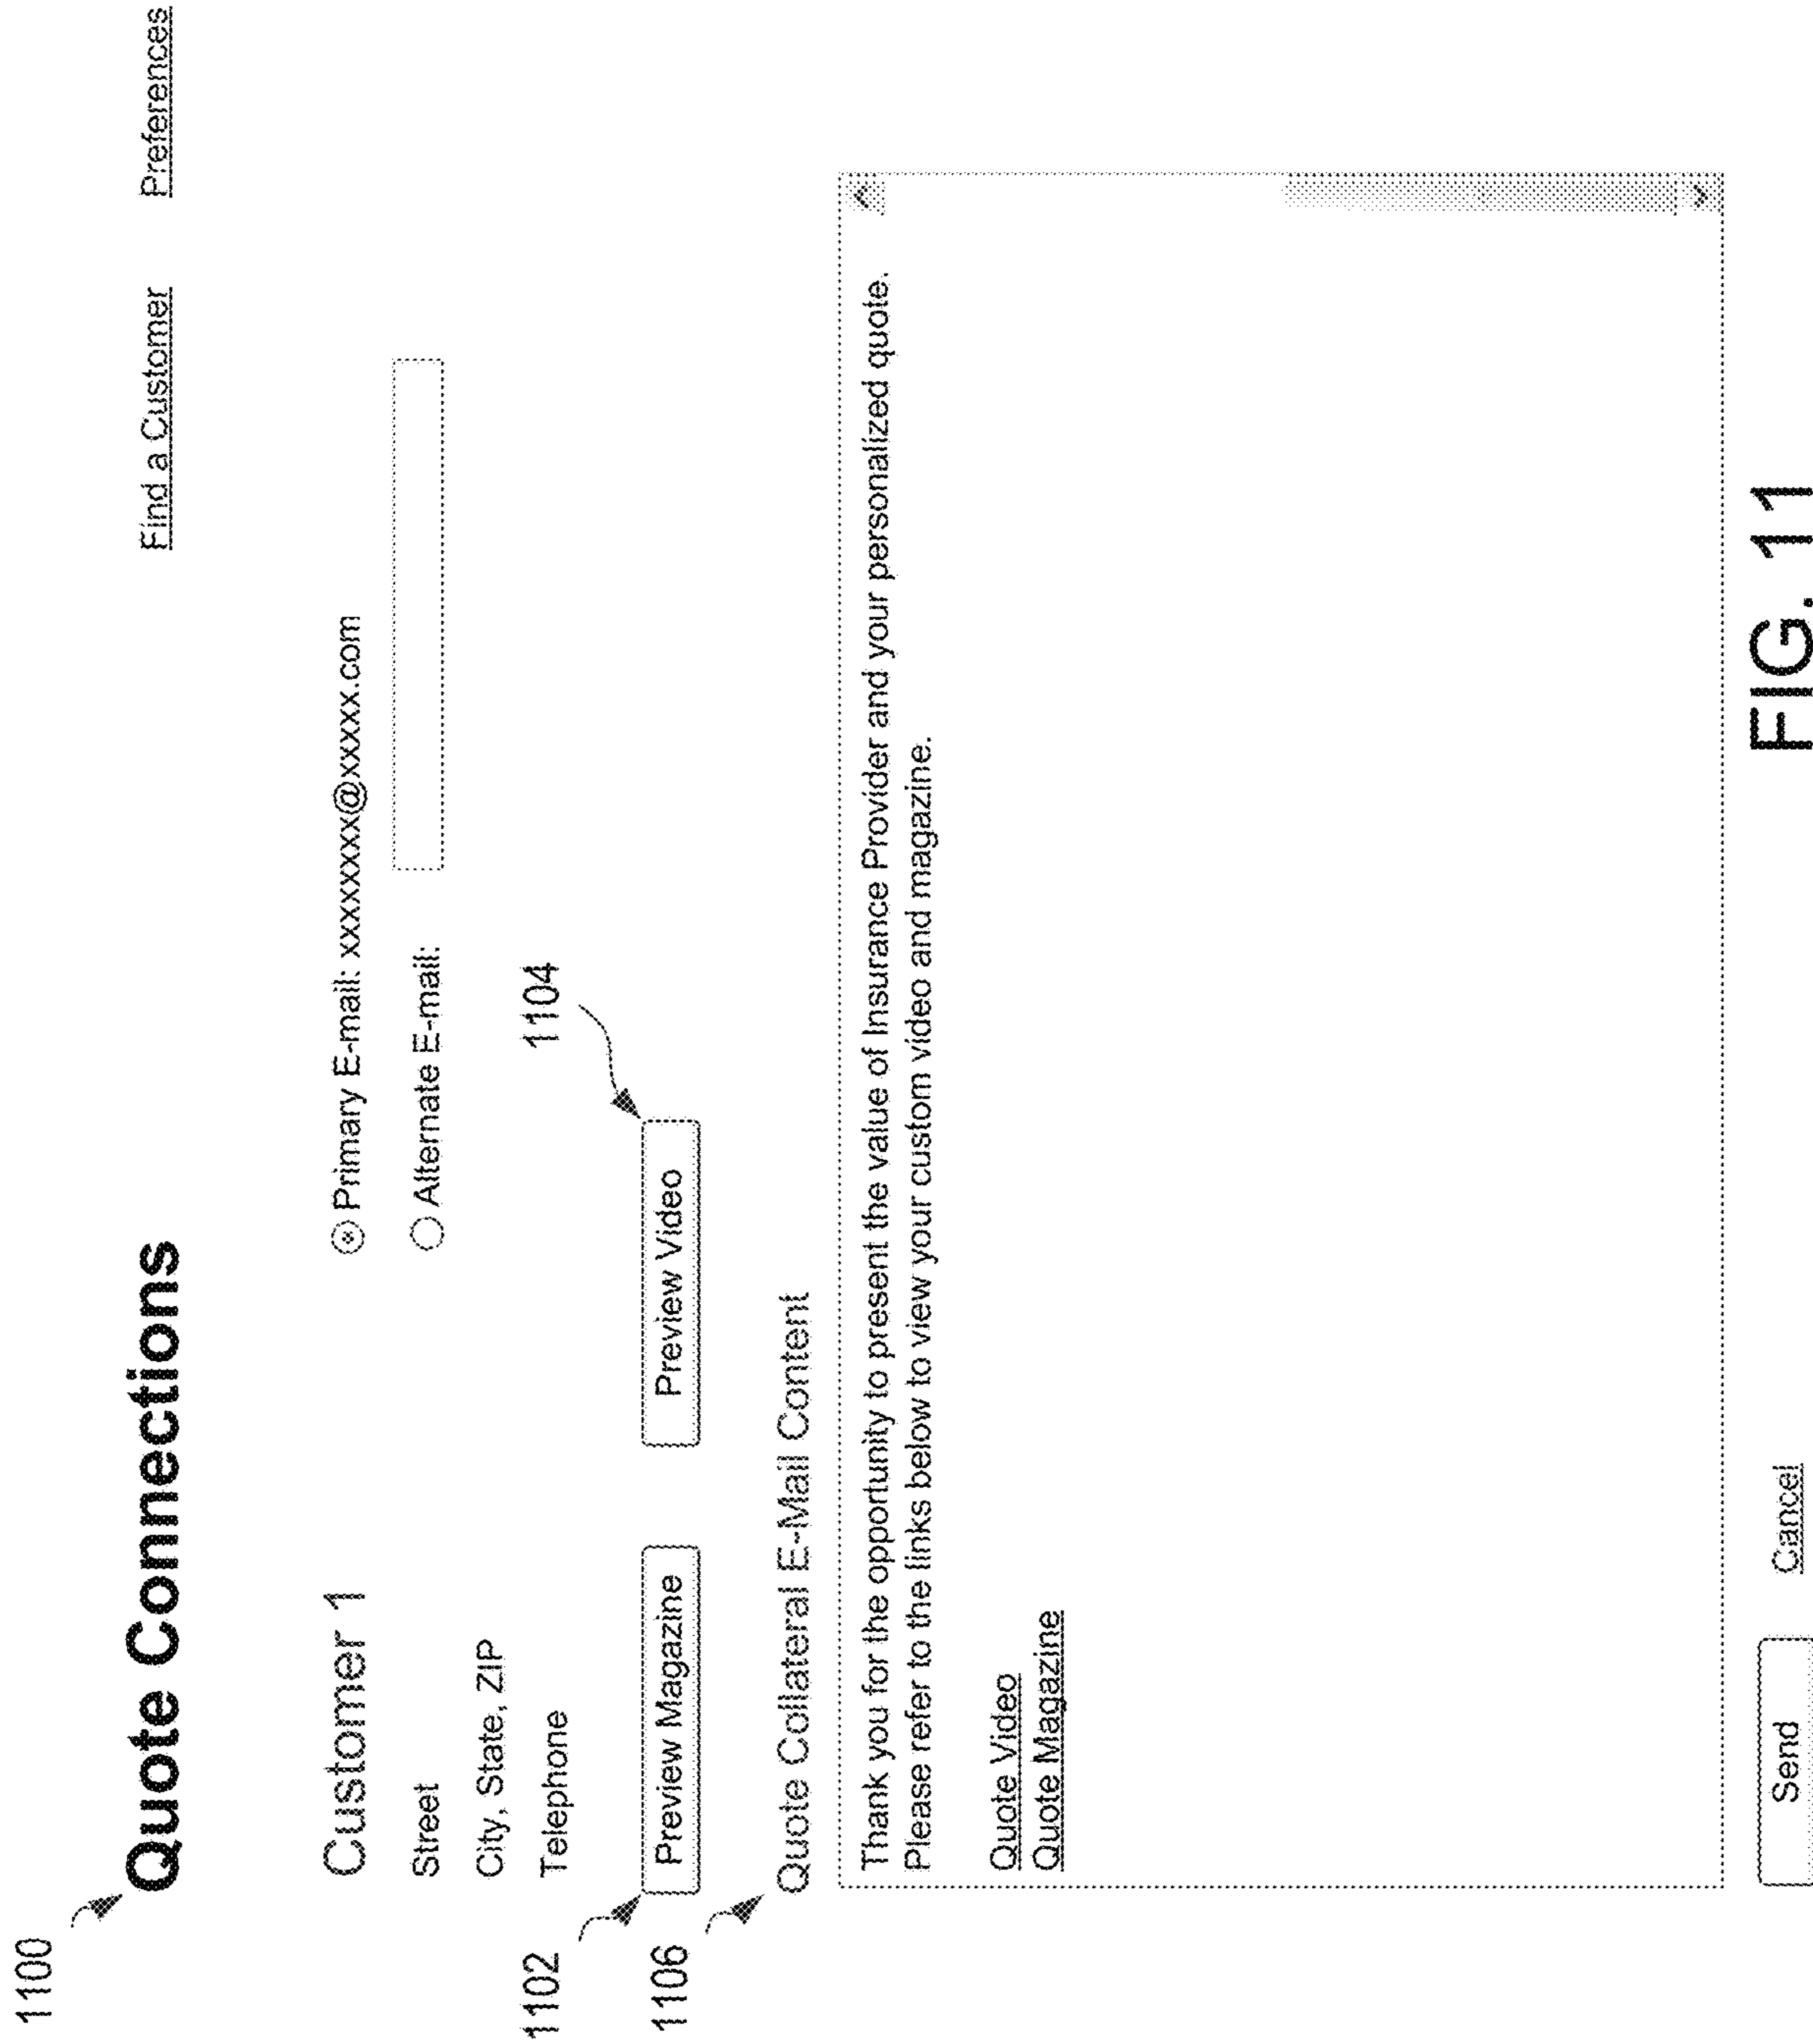 1100
Quote Connections
Find a Customer Preferences
Customer 1
Primary E-mail: xxxxxxx@xxxxx.com
Street
Alternate E-mail:
City, State, ZIP
Telephone
1102
1104
Preview Magazine Preview Video
1106
Quote Collateral E-Mail Content
Thank you for the opportunity to present the value of Insurance Provider and your personalized quote.
Please refer to the links below to view your custom video and magazine.
Quote Video
Quote Magazine
Send Cancel
FIG. 11